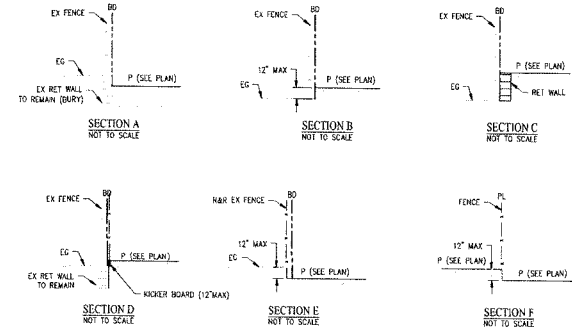 BD
EX FENCE
EG
P (SEE PLAN)
EX RET WALL
TO REMAIN (BURY)
SECTION A
NOT TO SCALE
BD
EX FENCE
12" MAX
P (SEE PLAN)
EG
SECTION B
NOT TO SCALE
BD
EX FENCE
P (SEE PLAN)
RET WALL
EG
SECTION C
NOT TO SCALE
BD
EX FENCE
EG
P (SEE PLAN)
EX RET WALL
TO REMAIN
KICKER BOARD (12"MAX)
SECTION D
NOT TO SCALE
R&R EX FENCE
BD
12" MAX
EG
P (SEE PLAN)
SECTION E
NOT TO SCALE
PL
FENCE
12" MAX
P (SEE PLAN)
P (SEE PLAN)
SECTION F
NOT TO SCALE